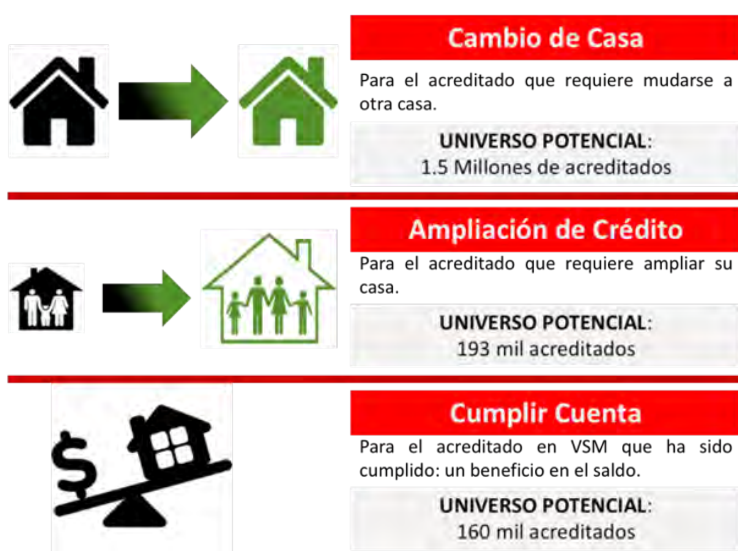 Cambio de Casa
Para el acreditado que requiere mudarse a
otra casa.
UNIVERSO POTENCIAL:
1.5 Millones de acreditados
Ampliación de Crédito
Para el acreditado que requiere ampliar su
casa.
UNIVERSO POTENCIAL:
193 mil acreditados
$
Cumplir Cuenta
Para el acreditado en VSM que ha sido
cumplido: un beneficio en el saldo.
UNIVERSO POTENCIAL:
160 mil acreditados